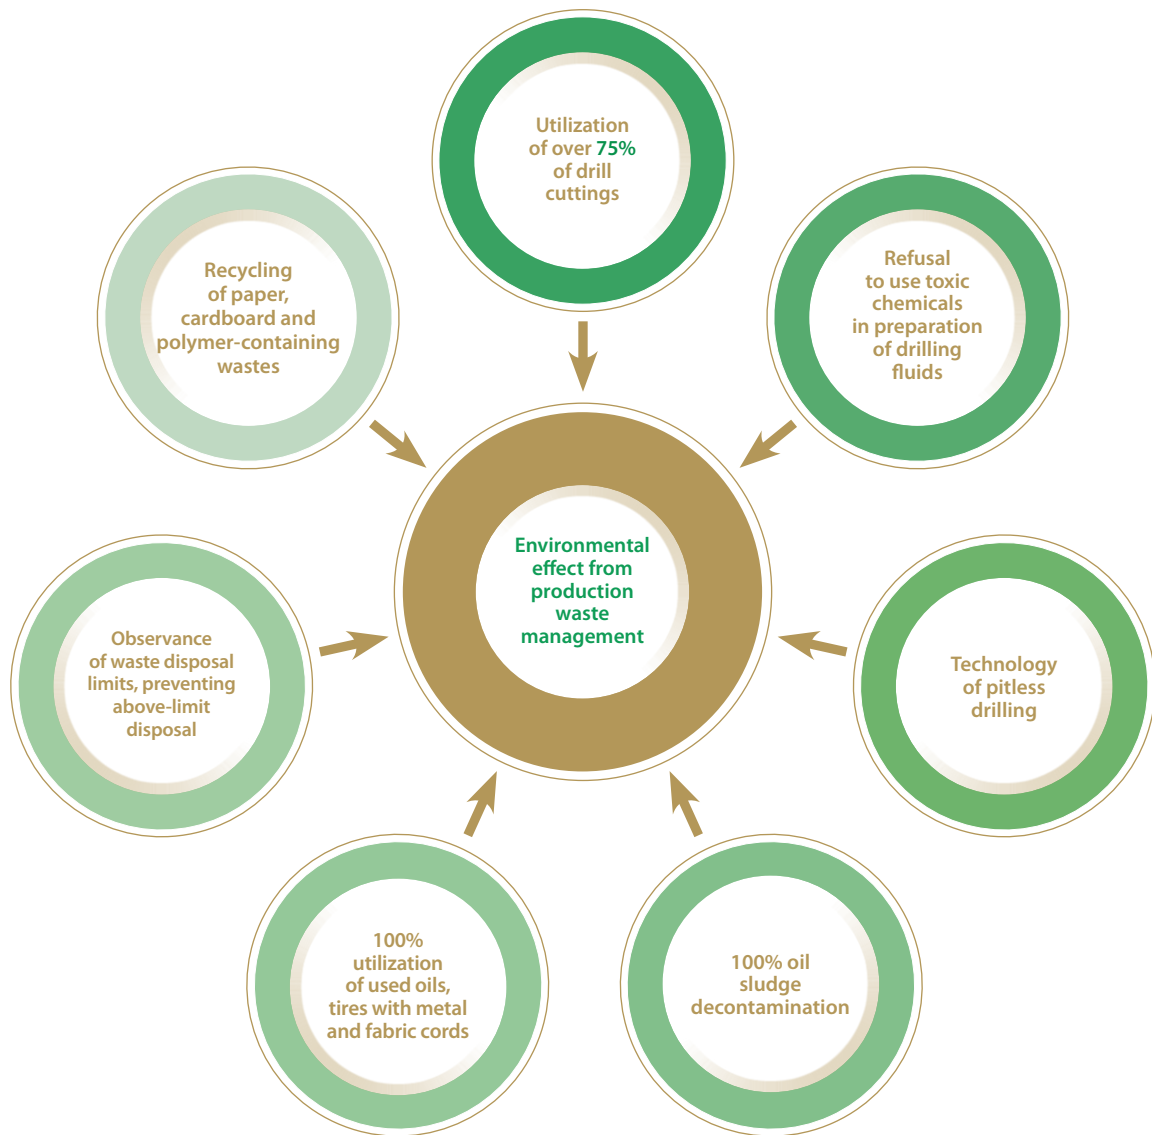 Utilization
of over 75%
of drill
cuttings
Refusal
to use toxic
chemicals
in preparation
of drilling
fluids
Technology
of pitless
drilling
100% oil
sludge
decontamination
100%
utilization
of used oils,
tires with metal
and fabric cords
Observance
of waste disposal
limits, preventing
above-limit
disposal
Recycling
of paper,
cardboard and
polymer-containing
wastes
Environmental
effect from
production
waste
management